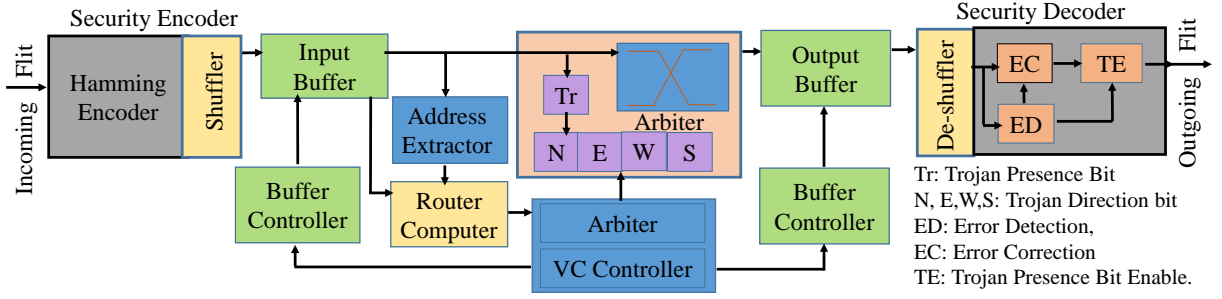 Security Encoder
Incoming Flit
Hamming
Encoder
Shuffler
Input
Buffer
Address
Extractor
Buffer
Controller
Router
Computer
Tr
Arbiter
N E W S
Arbiter
VC Controller
Output
Buffer
Buffer
Controller
Security Decoder
De-shuffler
EC
TE
ED
Outgoing Flit
Tr: Trojan Presence Bit
N, E,W,S: Trojan Direction bit
ED: Error Detection,
EC: Error Correction
TE: Trojan Presence Bit Enable.